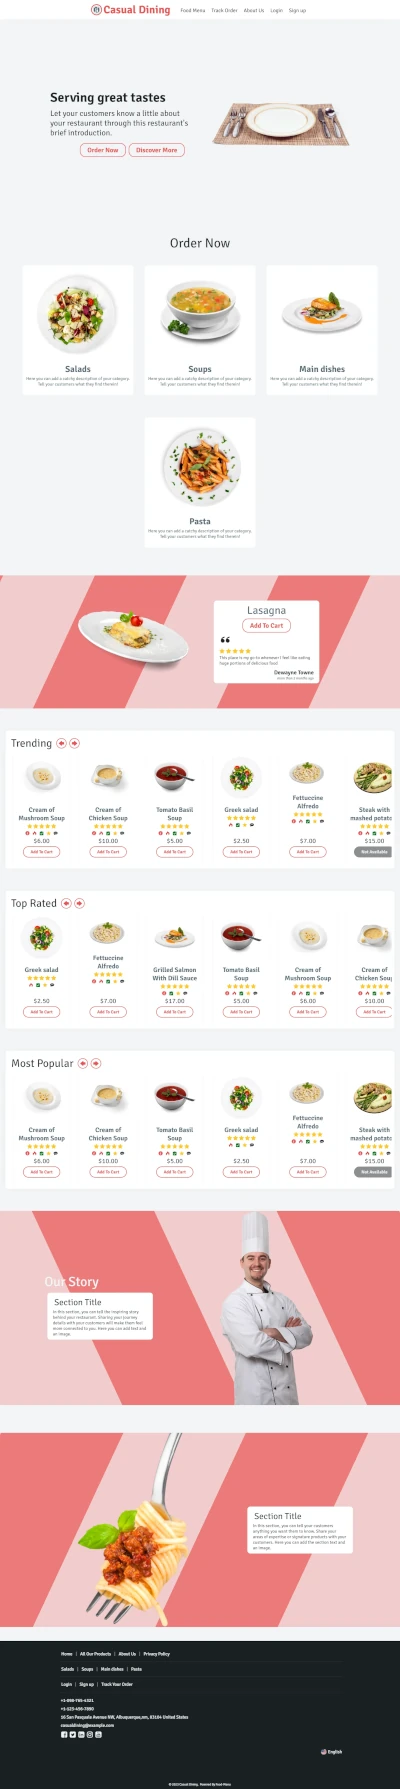 Casual Dining
Food Menu Track Order About Us Login Sign up
Serving great tastes
Let your customers know a little about
your restaurant through this restaurant's
brief introduction.
Order Now Discover More
Order Now
Salads
Here you can add a catchy description of your category.
Tell your customers what they find therein!
Soups
Here you can add a catchy description of your category.
Tell your customers what they find therein!
Main dishes
Here you can add a catchy description of your category.
Tell your customers what they find therein!
Pasta
Here you can add a catchy description of your category.
Tell your customers what they find therein!
Lasagna
Add To Cart
This place is my go-to whenever I feel like eating
huge portions of delicious food
Dewayne Towne
more than 2 months ago
Trending
Cream of
Mushroom Soup
$6.00
Add To Cart
Cream of
Chicken Soup
$10.00
Add To Cart
Tomato Basil
Soup
$5.00
Add To Cart
Greek salad
$2.50
Add To Cart
Fettuccine
Alfredo
$7.00
Add To Cart
Steak with
mashed potato
$15.00
Not Available
Top Rated
Greek salad
$2.50
Add To Cart
Fettuccine
Alfredo
$7.00
Add To Cart
Grilled Salmon
With Dill Sauce
$17.00
Add To Cart
Tomato Basil
Soup
$5.00
Add To Cart
Cream of
Mushroom Soup
$6.00
Add To Cart
Cream of
Chicken Soup
$10.00
Add To Cart
Most Popular
Cream of
Mushroom Soup
$6.00
Add To Cart
Cream of
Chicken Soup
$10.00
Add To Cart
Tomato Basil
Soup
$5.00
Add To Cart
Greek salad
$2.50
Add To Cart
Fettuccine
Alfredo
$7.00
Add To Cart
Steak with
mashed potato
$15.00
Not Available
Our Story
Section Title
In this section, you can tell the inspiring story
behind your restaurant. Sharing your journey
details with your customers will make them feel
more connected to you. Here you can add text and
an image.
Section Title
In this section, you can tell your customers
anything you want them to know. Share your
areas of expertise or signature products with your
customers. Here you can add the section text and
an image.
Home | All Our Products | About Us | Privacy Policy
Salads | Soups | Main dishes | Pasta
Login | Sign up | Track Your Order
16 San Pasquale Avenue NW, Albuquerque,nm, 83104 United States
casualdining@example.com
English